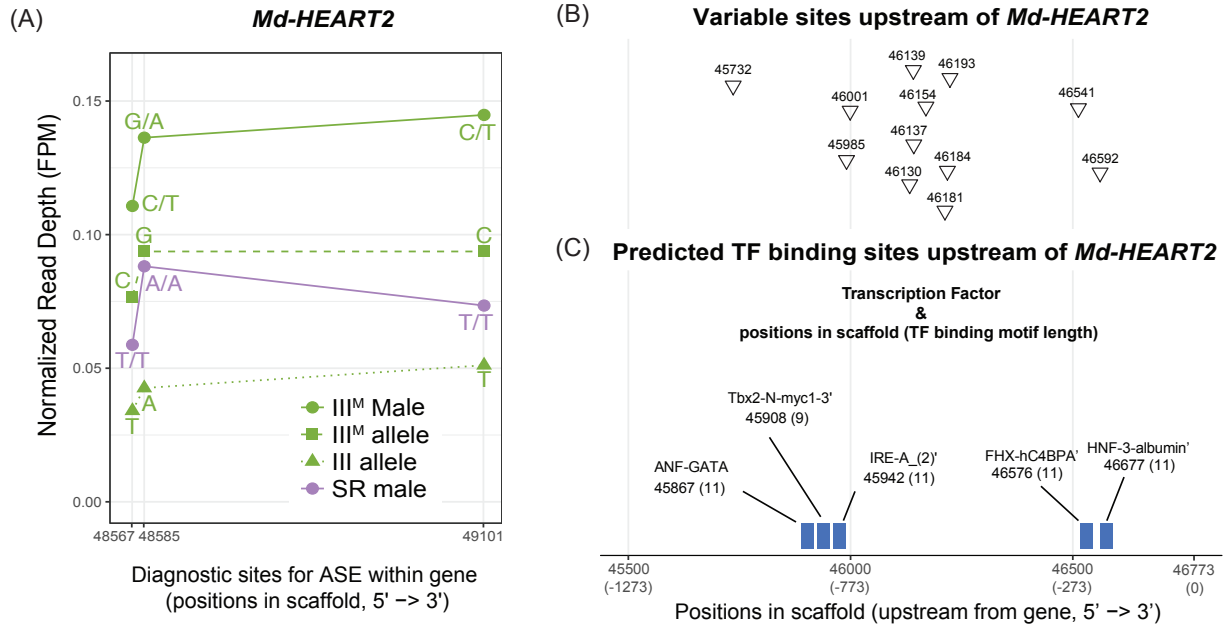 (A)
Md-HEART2
Normalized Read Depth (FPM)
0.15
0.10
0.05
0.00
G/A
C/T
C/T
G
C
C
A/A
T/T
T/T
A
T
T
IIIᴹ Male
IIIᴹ allele
III allele
SR male
48567 48585
49101
Diagnostic sites for ASE within gene
(positions in scaffold, 5' −> 3')
(B)
Variable sites upstream of Md-HEART2
46139
46193
45732
46001
46154
46541
46137
45985
46184
46592
46130
46181
(C)
Predicted TF binding sites upstream of Md-HEART2
Transcription Factor
&
positions in scaffold (TF binding motif length)
Tbx2-N-myc1-3'
45908 (9)
ANF-GATA
45867 (11)
IRE-A_(2)'
45942 (11)
FHX-hC4BPA'
46576 (11)
HNF-3-albumin’
46677 (11)
45500
(-1273)
46000
(-773)
46500
(-273)
46773
(0)
Positions in scaffold (upstream from gene, 5’ −> 3’)